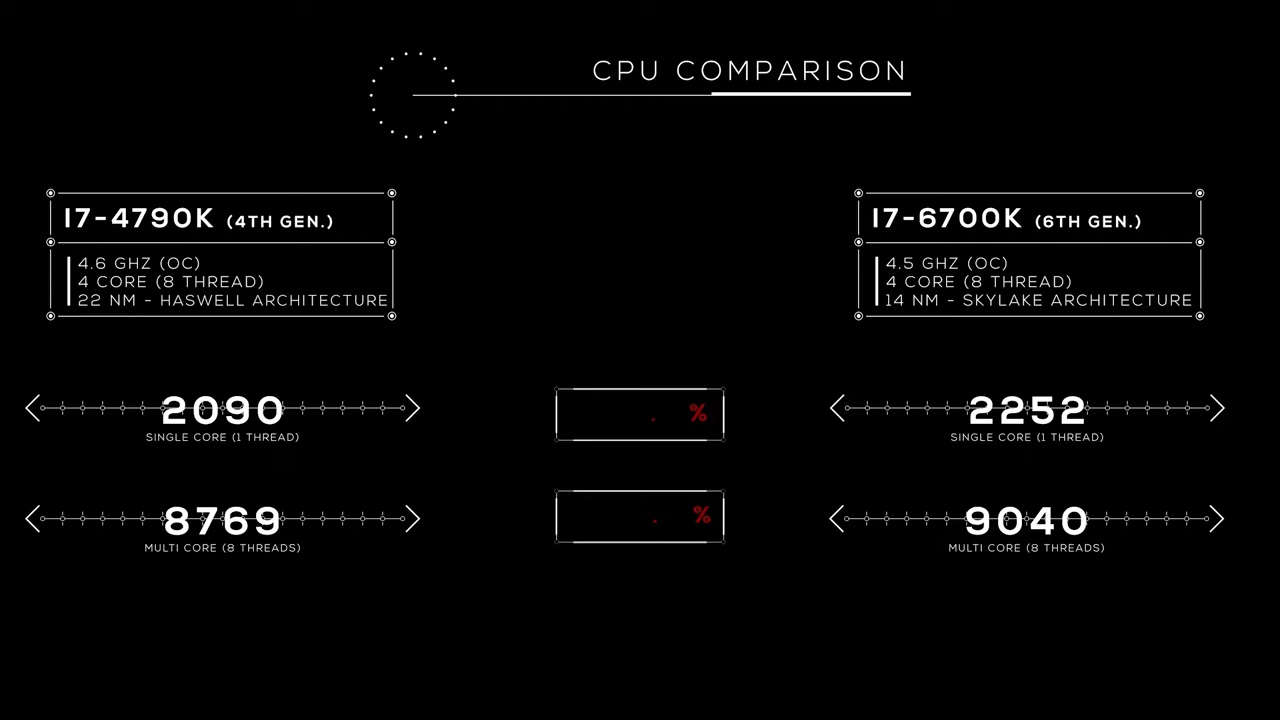 CPU COMPARISON
I7-4790K (4TH GEN.)
4.6 GHZ (OC)
4 CORE (8 THREAD)
22 NM - HASWELL ARCHITECTURE
I7-6700K (6TH GEN.)
4.5 GHZ (OC)
4 CORE (8 THREAD)
14 NM - SKYLAKE ARCHITECTURE
2090
SINGLE CORE (1 THREAD)
. %
2252
SINGLE CORE (1 THREAD)
8769
MULTI CORE (8 THREADS)
. %
9040
MULTI CORE (8 THREADS)